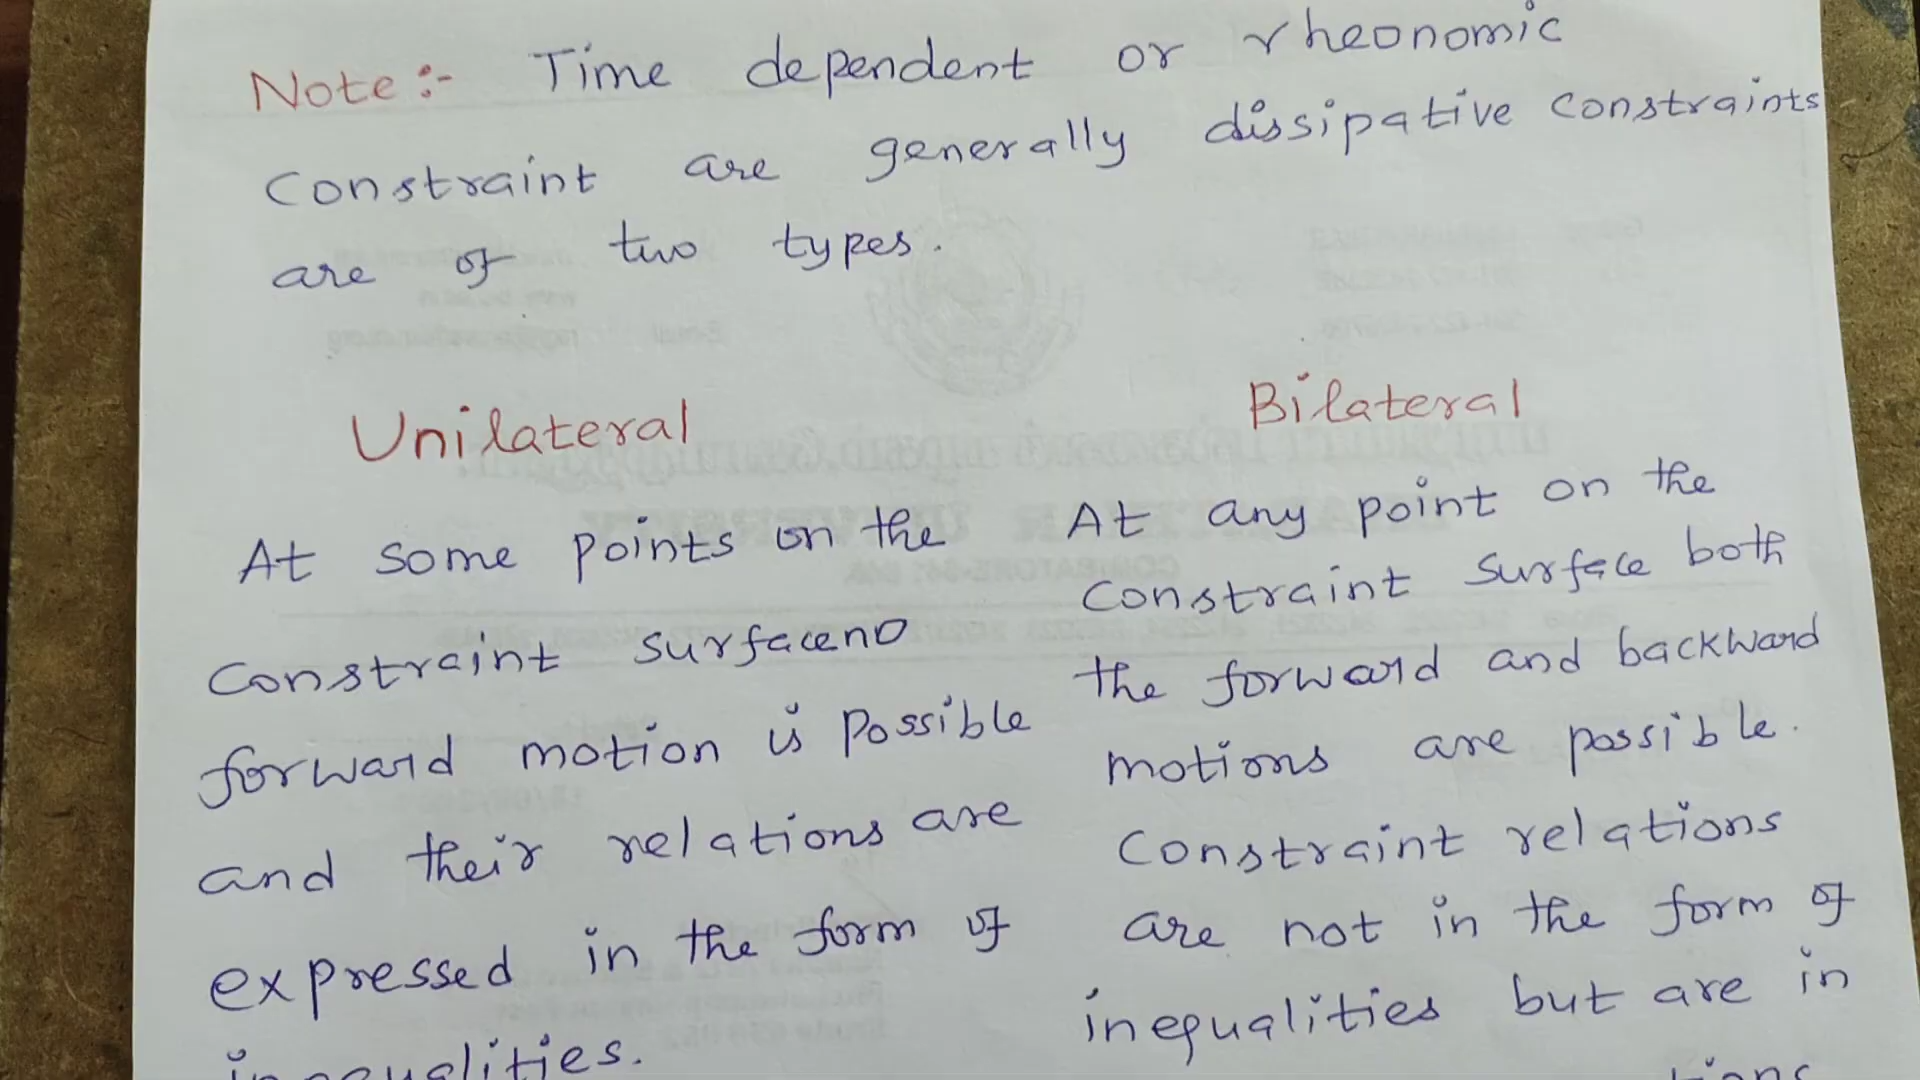 Note :- Time dependent or rheonomic
constraint are generally dissipative constraints
are of two types.
Unilateral
At some points on the
constraint surface no
forward motion is possible
and their relations are
expressed in the form of
inequalities.
Bilateral
At any point on the
constraint surface both
the forward and backward
motions are possible.
constraint relations
are not in the form of
inequalities but are in